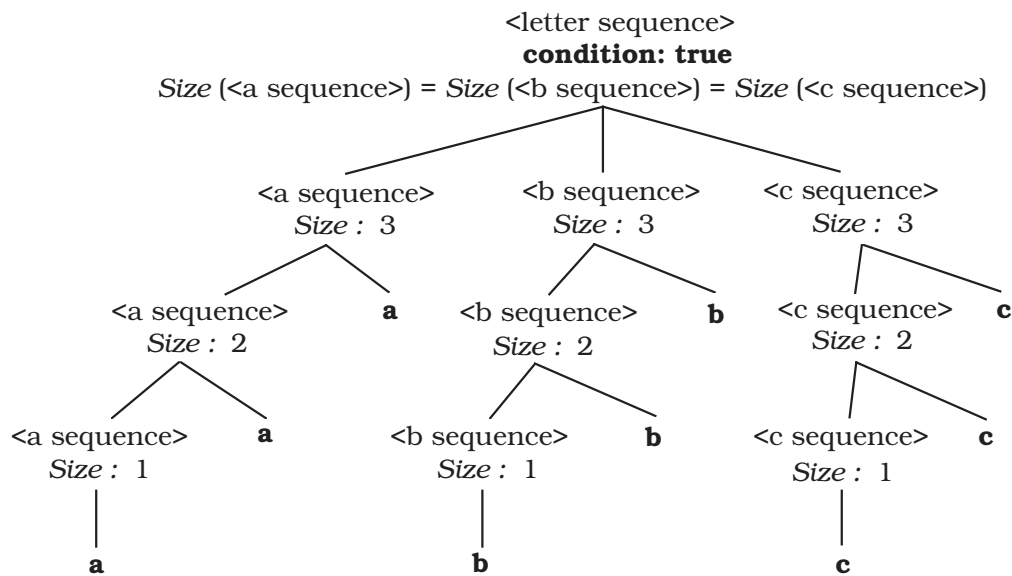 <letter sequence>
condition: true
Size (<a sequence>) = Size (<b sequence>) = Size (<c sequence>)
<a sequence> <b sequence> <c sequence>
Size : 3 Size : 3 Size : 3
<a sequence> a <b sequence> b <c sequence> c
Size : 2 Size : 2 Size : 2
<a sequence> a <b sequence> b <c sequence> c
Size : 1 Size : 1 Size : 1
a b c